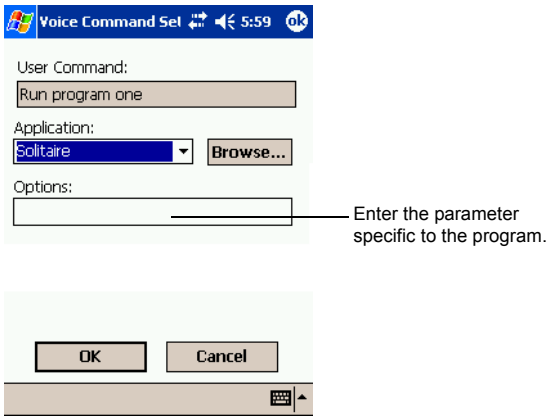 Voice Command Set 5:59 ok
User Command:
Run program one
Application:
Solitaire Browse...
Options:
Enter the parameter
specific to the program.
OK Cancel